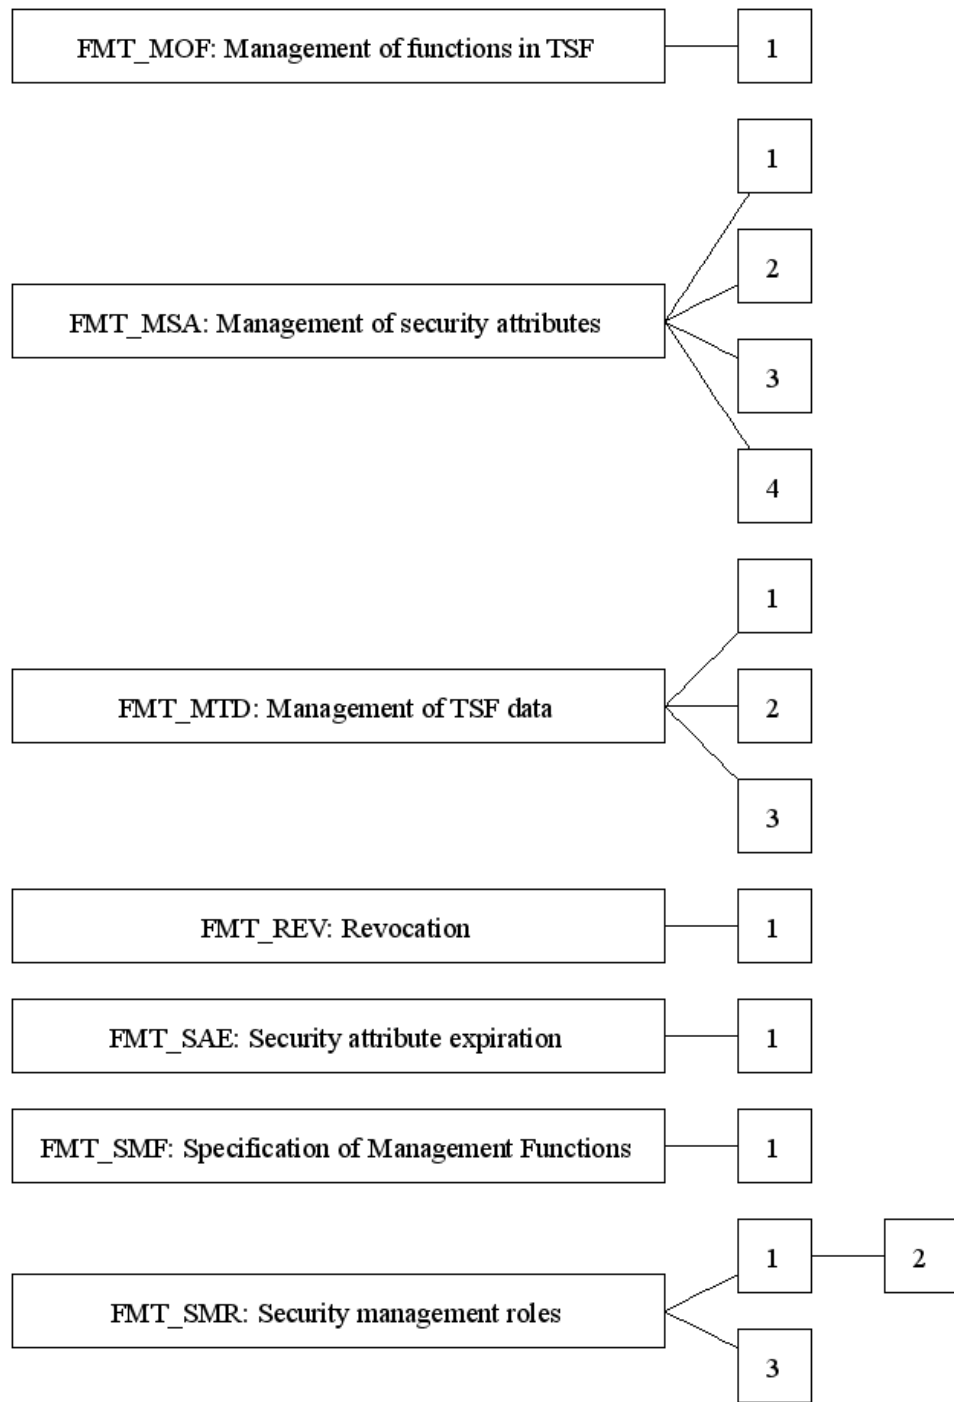 FMT_MOF: Management of functions in TSF 1
1
2
FMT_MSA: Management of security attributes
3
4
1
FMT_MTD: Management of TSF data 2
3
FMT_REV: Revocation 1
FMT_SAE: Security attribute expiration 1
FMT_SMF: Specification of Management Functions 1
1 2
FMT_SMR: Security management roles
3